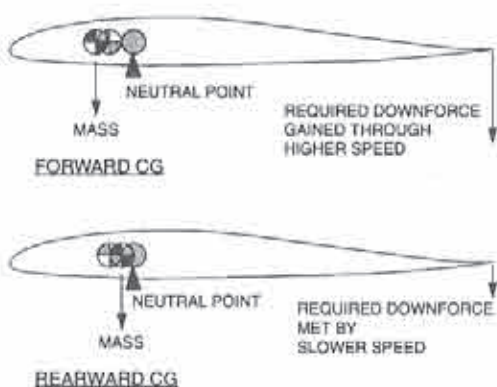 NEUTRAL POINT
MASS
REQUIRED DOWNFORCE
GAINED THROUGH
HIGHER SPEED
FORWARD CG
NEUTRAL POINT
MASS
REQUIRED DOWNFORCE
MET BY
SLOWER SPEED
REARWARD CG